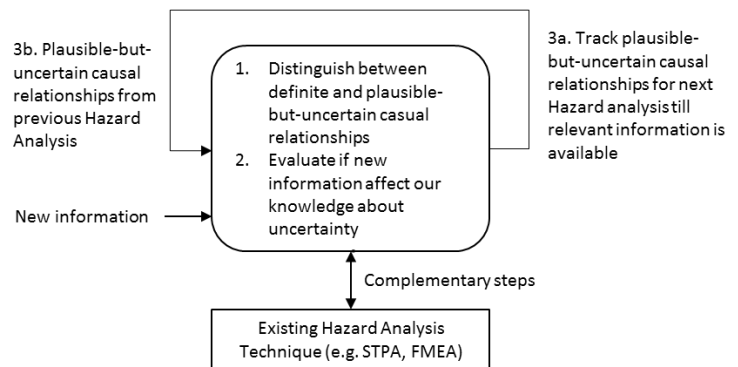 3b. Plausible-but-
uncertain causal
relationships from
previous Hazard
Analysis
New information
1. Distinguish between
definite and plausible-
but-uncertain casual
relationships
2. Evaluate if new
information affect our
knowledge about
uncertainty
3a. Track plausible-
but-uncertain causal
relationships for next
Hazard analysis till
relevant information is
available
Complementary steps
Existing Hazard Analysis
Technique (e.g. STPA, FMEA)